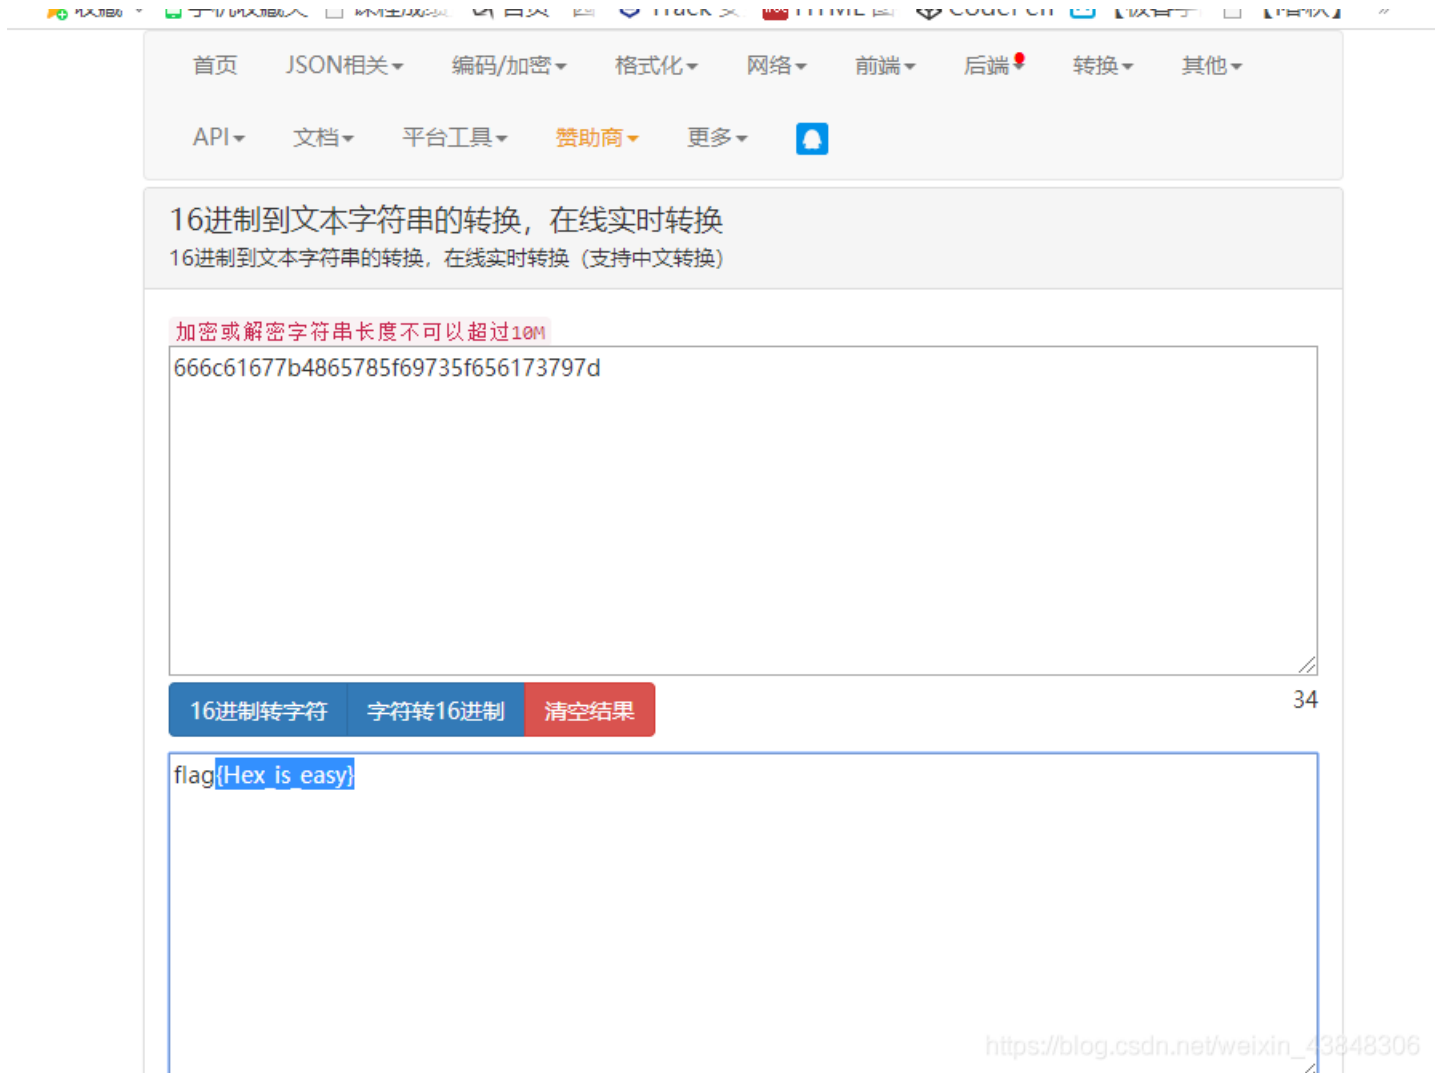 首页 JSON相关 编码/加密 格式化 网络 前端 后端 转换 其他
API 文档 平台工具 赞助商 更多
16进制到文本字符串的转换，在线实时转换
16进制到文本字符串的转换，在线实时转换（支持中文转换）
加密或解密字符串长度不可以超过10M
666c61677b4865785f69735f656173797d
16进制转字符 字符转16进制 清空结果 34
flag{Hex_is_easy}
https://blog.csdn.net/weixin_43848306